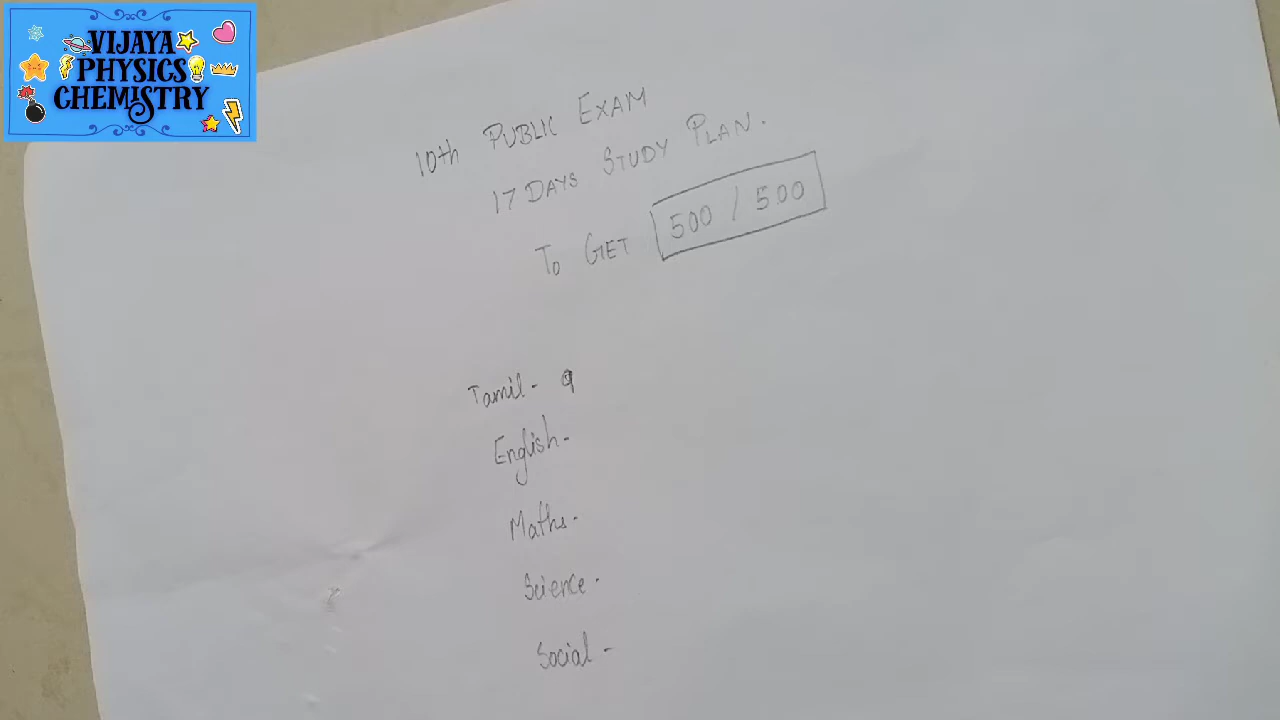 VIJAYA
PHYSICS
CHEMISTRY
10th PUBLIC EXAM
17 DAYS STUDY PLAN.
TO GET 500 / 500
Tamil - 9
English -
Maths -
Science -
Social -